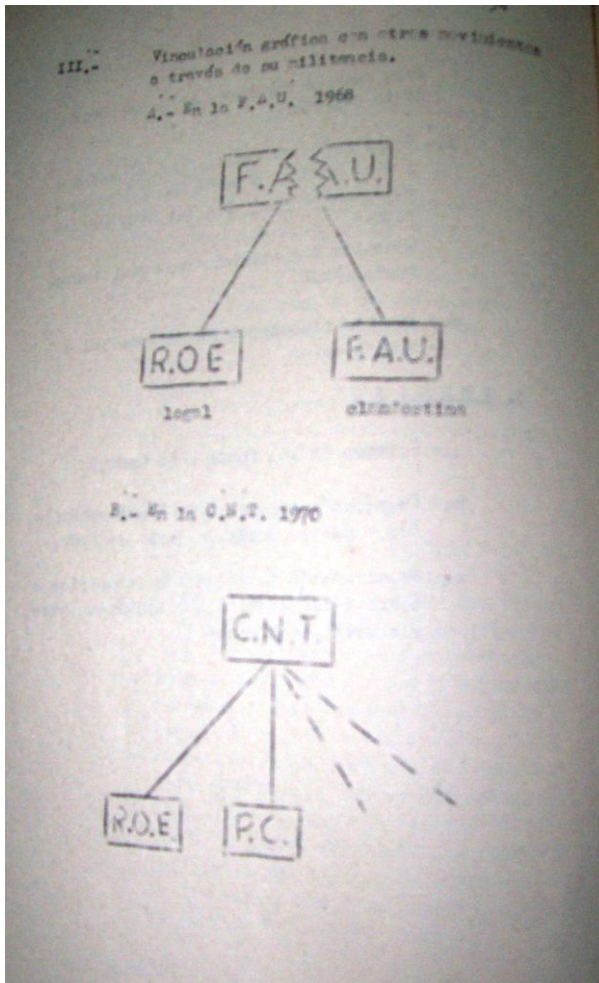 III.- Vinculación gráfica con otros movimientos
a través de su militancia.
A.- En la F.A.U. 1968
F.A A.U.
R.O.E F.A.U.
legal clandestina
B.- En la C.N.T. 1970
C.N.T.
R.O.E. P.C.